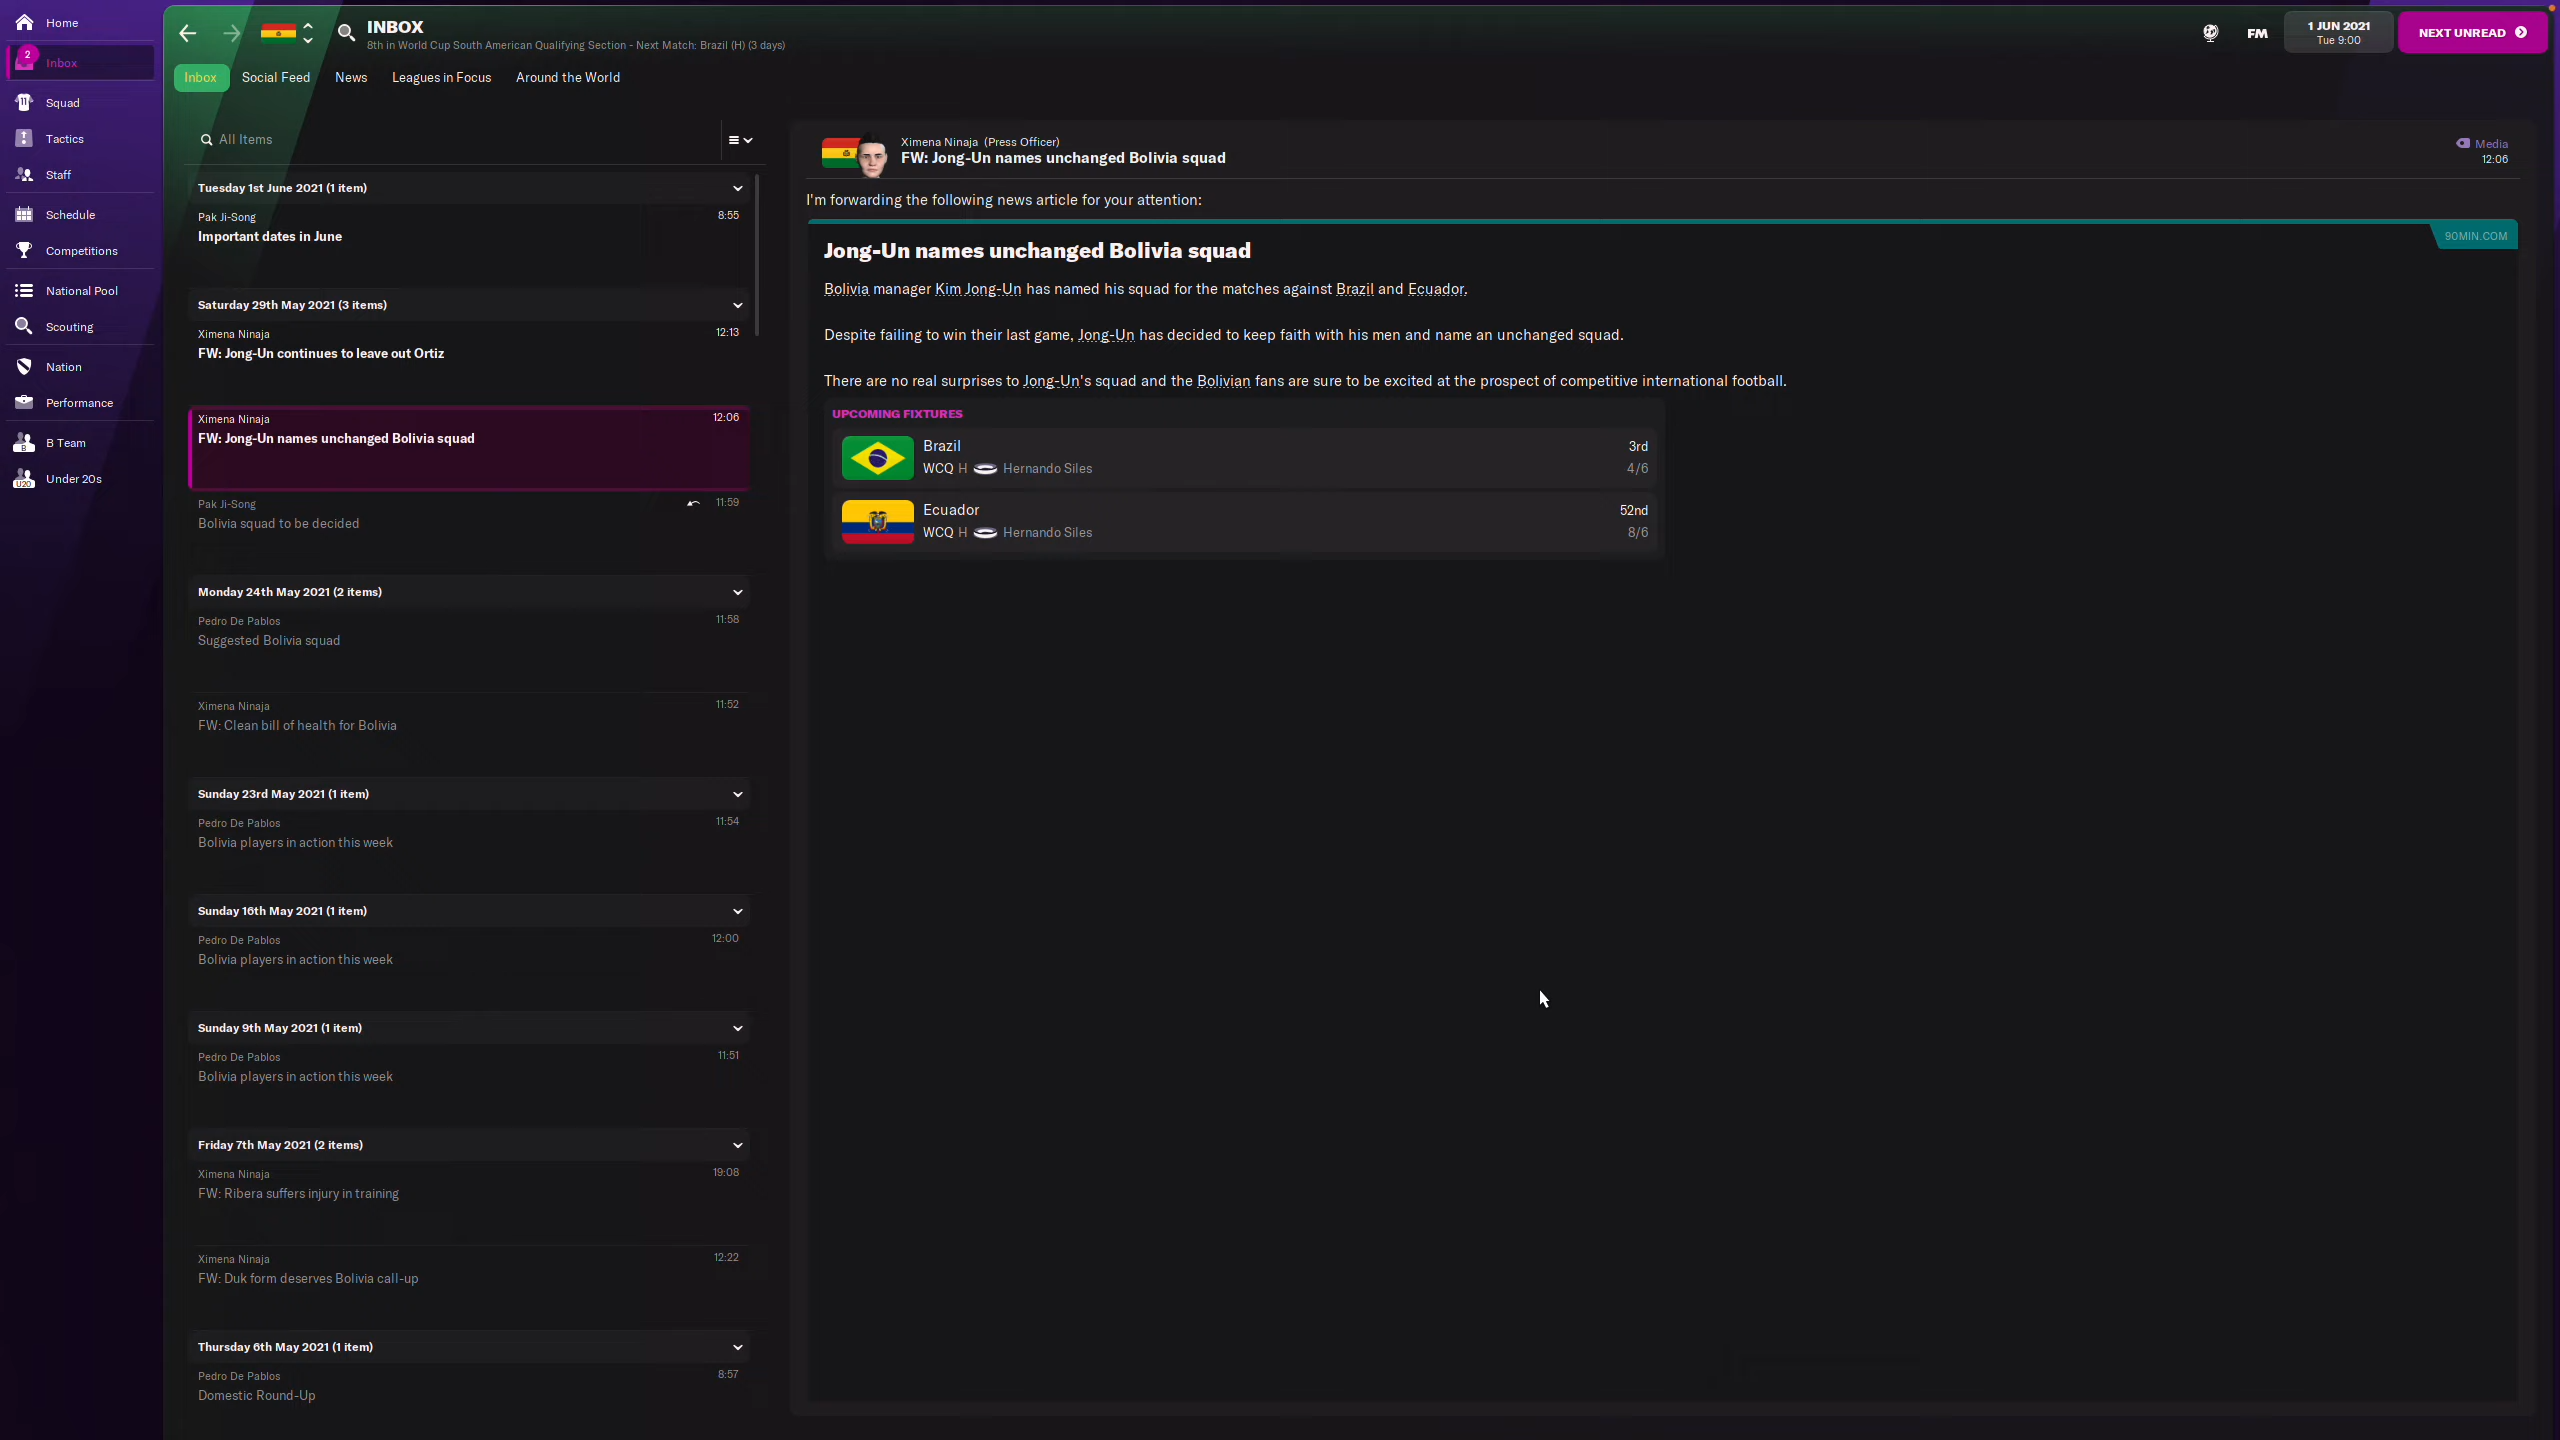 Home
2
Inbox
Squad
Tactics
Staff
Schedule
Competitions
National Pool
Scouting
Nation
Performance
B
B Team
U20
Under 20s
INBOX
8th in World Cup South American Qualifying Section - Next Match: Brazil (H) (3 days)
FM
1 JUN 2021
Tue 9:00
NEXT UNREAD
Inbox
Social Feed
News
Leagues in Focus
Around the World
All Items
Tuesday 1st June 2021 (1 item)
Pak Ji-Song
8:55
Important dates in June
Saturday 29th May 2021 (3 items)
Ximena Ninaja
12:13
FW: Jong-Un continues to leave out Ortiz
Ximena Ninaja
12:06
FW: Jong-Un names unchanged Bolivia squad
Pak Ji-Song
11:59
Bolivia squad to be decided
Monday 24th May 2021 (2 items)
Pedro De Pablos
11:58
Suggested Bolivia squad
Ximena Ninaja
11:52
FW: Clean bill of health for Bolivia
Sunday 23rd May 2021 (1 item)
Pedro De Pablos
11:54
Bolivia players in action this week
Sunday 16th May 2021 (1 item)
Pedro De Pablos
12:00
Bolivia players in action this week
Sunday 9th May 2021 (1 item)
Pedro De Pablos
11:51
Bolivia players in action this week
Friday 7th May 2021 (2 items)
Ximena Ninaja
19:08
FW: Ribera suffers injury in training
Ximena Ninaja
12:22
FW: Duk form deserves Bolivia call-up
Thursday 6th May 2021 (1 item)
Pedro De Pablos
8:57
Domestic Round-Up
Ximena Ninaja (Press Officer)
FW: Jong-Un names unchanged Bolivia squad
Media
12:06
I'm forwarding the following news article for your attention:
90MIN.COM
Jong-Un names unchanged Bolivia squad
Bolivia manager Kim Jong-Un has named his squad for the matches against Brazil and Ecuador.
Despite failing to win their last game, Jong-Un has decided to keep faith with his men and name an unchanged squad.
There are no real surprises to Jong-Un's squad and the Bolivian fans are sure to be excited at the prospect of competitive international football.
UPCOMING FIXTURES
Brazil
3rd
WCQ H Hernando Siles
4/6
Ecuador
52nd
WCQ H Hernando Siles
8/6